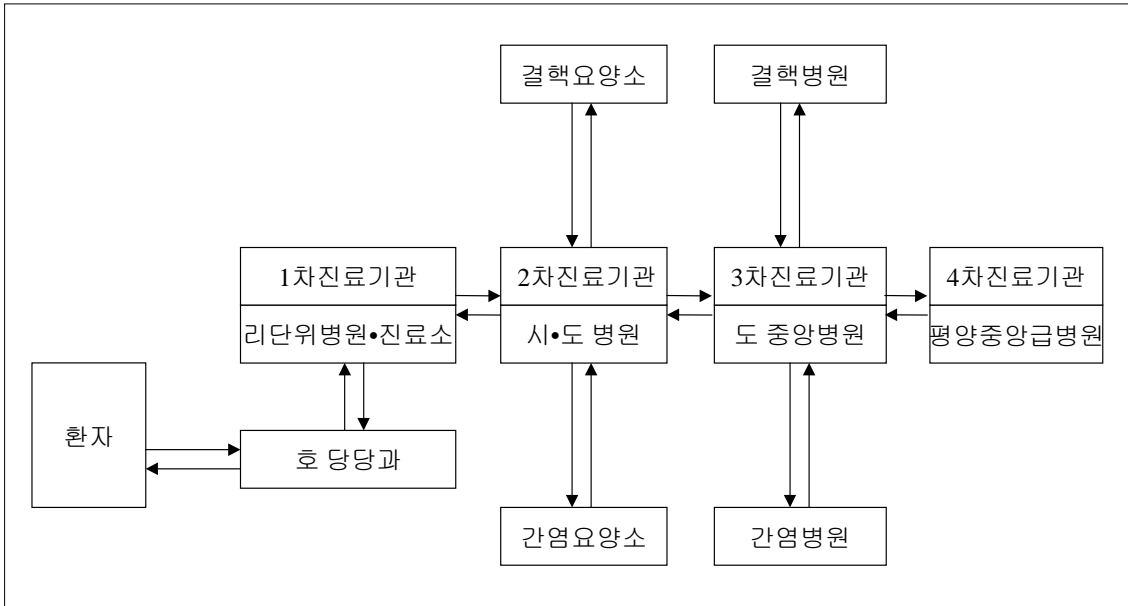 결핵요양소
결핵병원
1차진료기관
2차진료기관
3차진료기관
4차진료기관
리단위병원•진료소
시•도 병원
도 중앙병원
평양중앙급병원
환자
호 당당과
간염요양소
간염병원